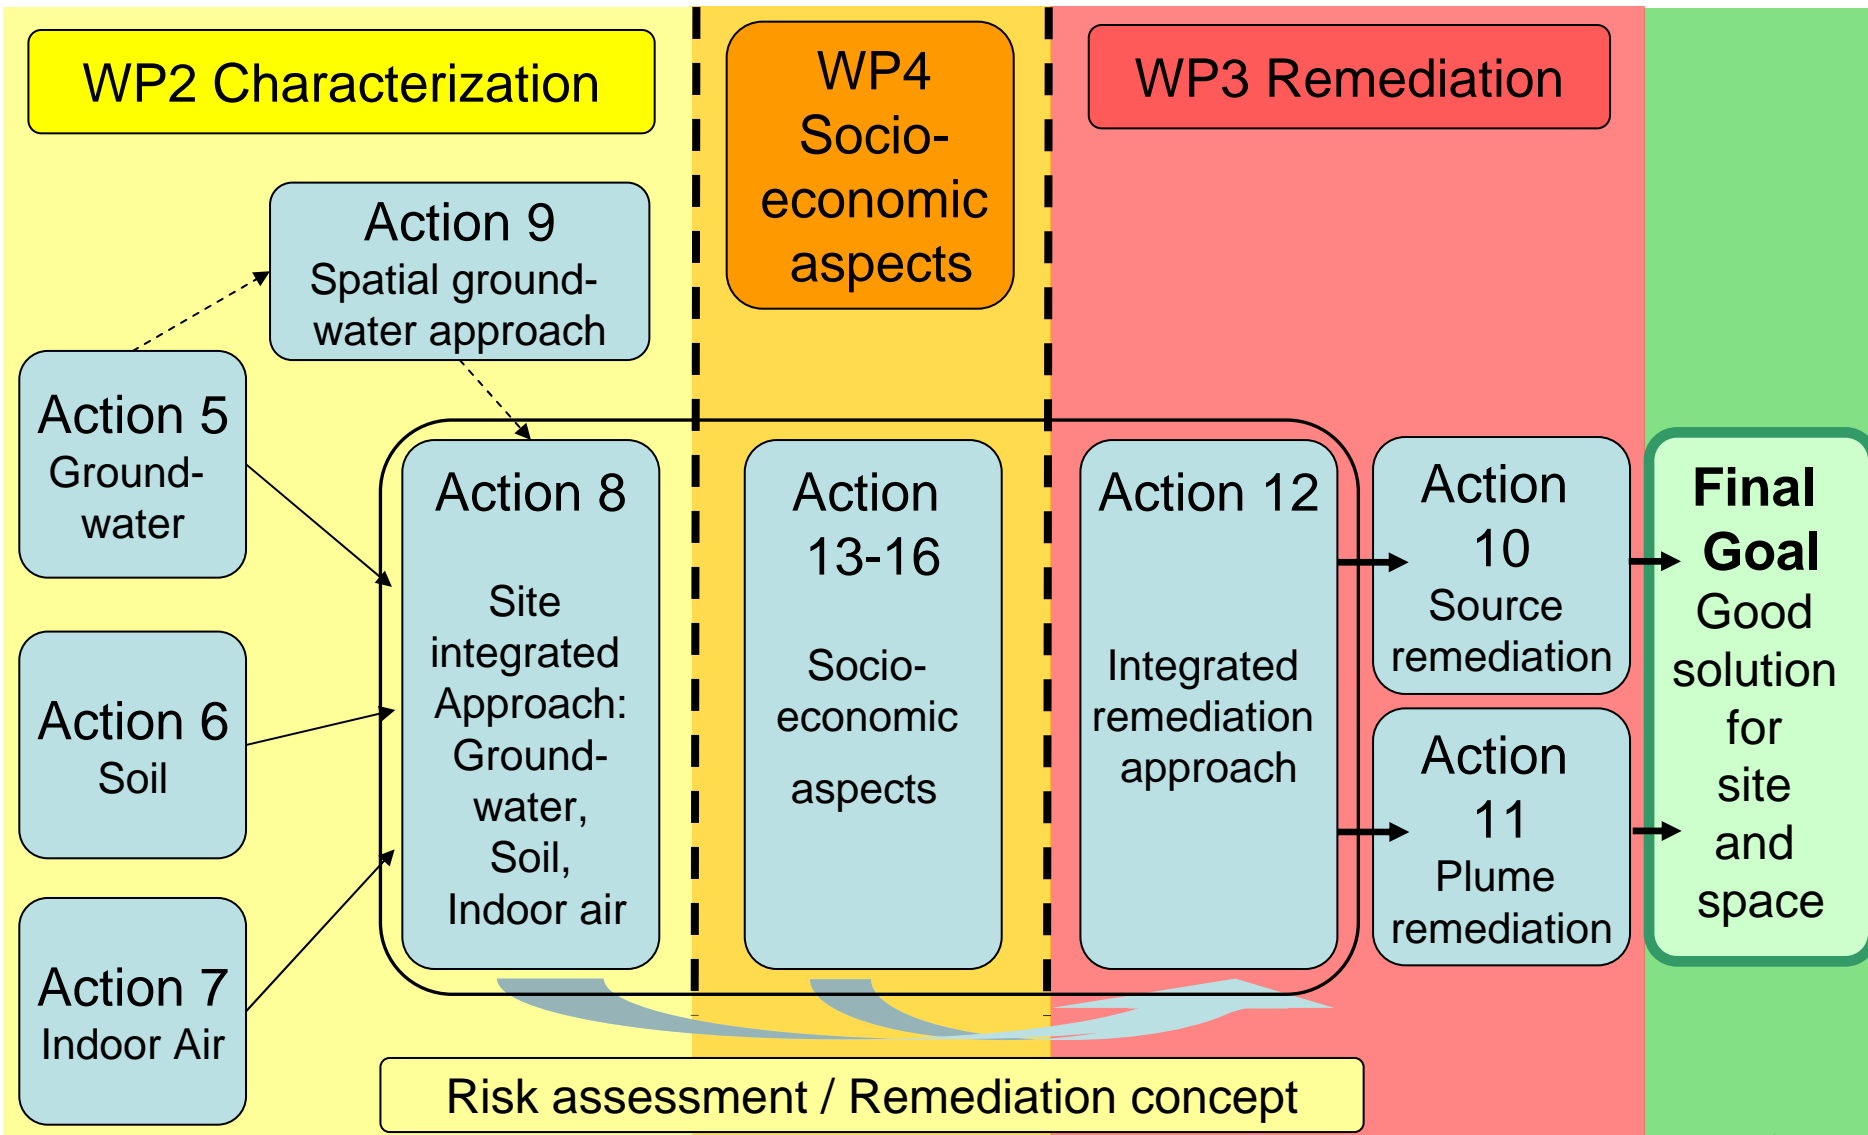 WP2 Characterization
WP4
Socio-
economic
aspects
WP3 Remediation
Action 9
Spatial ground-
water approach
Action 5
Ground-
water
Action 6
Soil
Action 7
Indoor Air
Action 8
Site
integrated
Approach:
Ground-
water,
Soil,
Indoor air
Action
13-16
Socio-
economic
aspects
Action 12
Integrated
remediation
approach
Action
10
Source
remediation
Action
11
Plume
remediation
Final
Goal
Good
solution
for
site
and
space
Risk assessment / Remediation concept